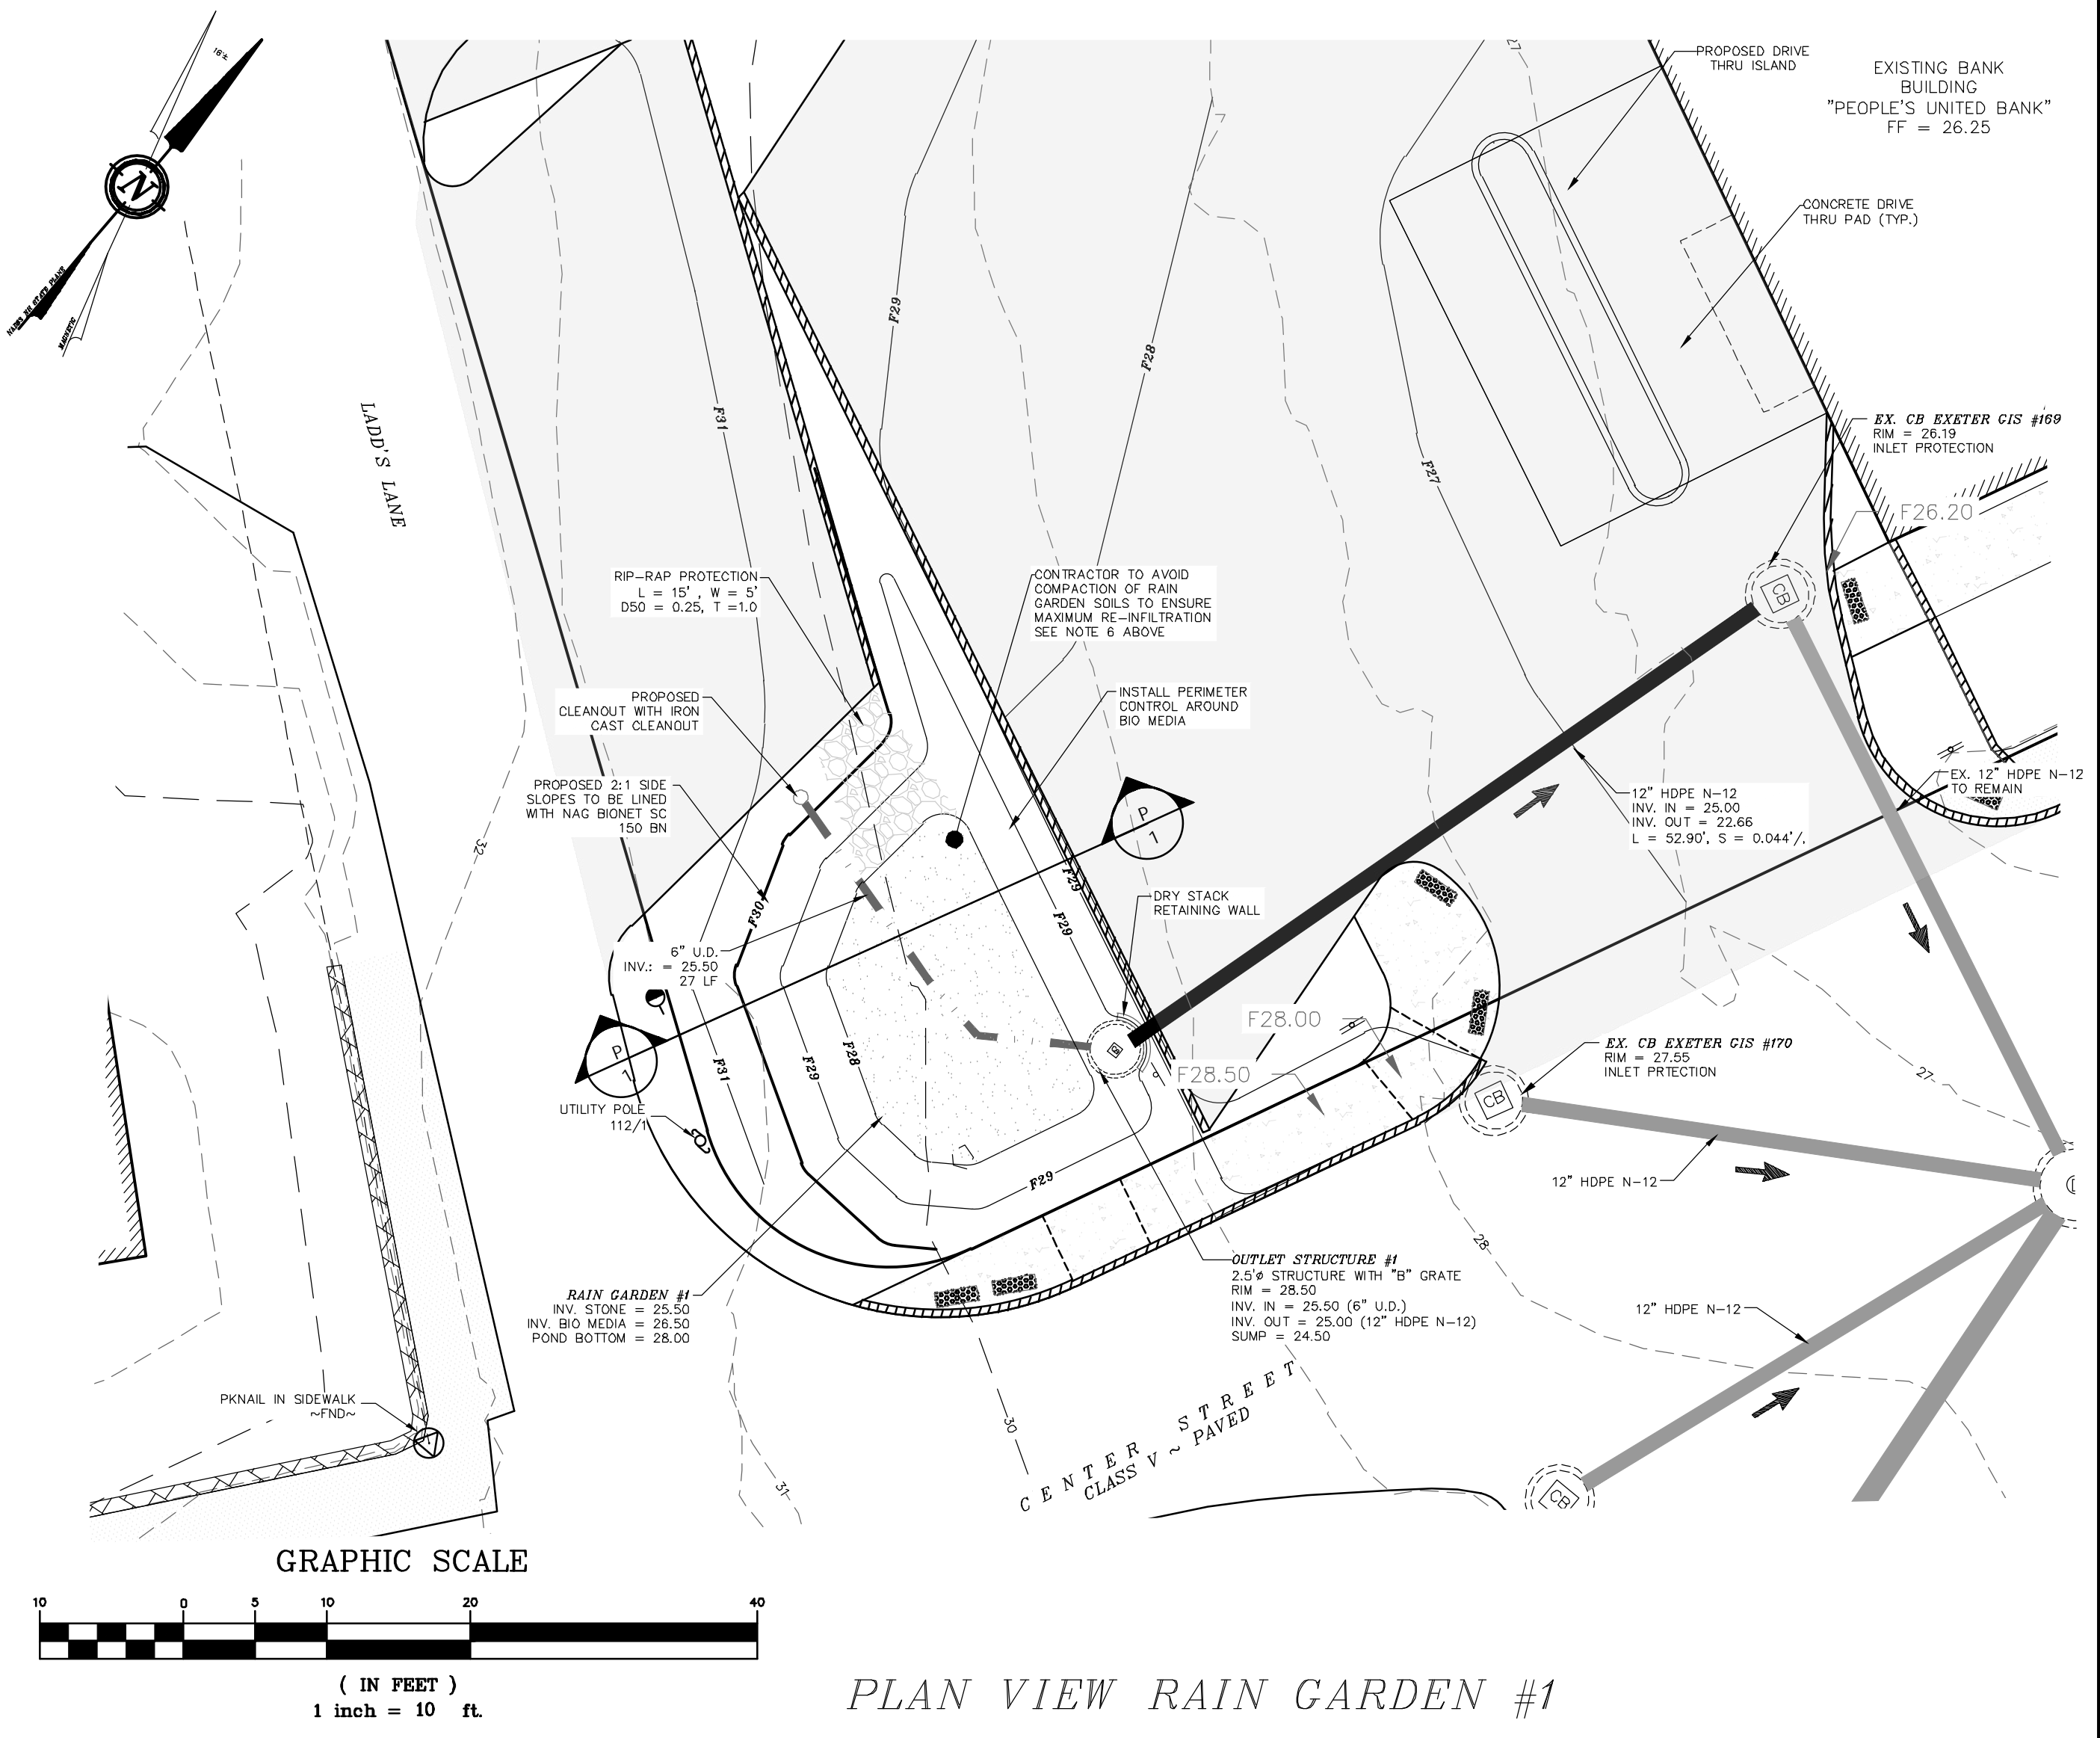 16'±
N
NAD83 NH STATE PLANE
MAGNETIC
PROPOSED DRIVE
THRU ISLAND
EXISTING BANK
BUILDING
"PEOPLE'S UNITED BANK"
FF = 26.25
CONCRETE DRIVE
THRU PAD (TYP.)
27
F29
F28
F31
F27
LADD'S LANE
EX. CB EXETER GIS #169
RIM = 26.19
INLET PROTECTION
F26.20
CB
RIP-RAP PROTECTION
L = 15' , W = 5'
D50 = 0.25, T =1.0
CONTRACTOR TO AVOID
COMPACTION OF RAIN
GARDEN SOILS TO ENSURE
MAXIMUM RE-INFILTRATION
SEE NOTE 6 ABOVE
PROPOSED
CLEANOUT WITH IRON
CAST CLEANOUT
INSTALL PERIMETER
CONTROL AROUND
BIO MEDIA
PROPOSED 2:1 SIDE
SLOPES TO BE LINED
WITH NAG BIONET SC
150 BN
P
1
EX. 12" HDPE N-12
TO REMAIN
12" HDPE N-12
INV. IN = 25.00
INV. OUT = 22.66
L = 52.90', S = 0.044'/.
32
F29
F29
F30
DRY STACK
RETAINING WALL
6" U.D.
INV.: = 25.50
27 LF
F28.00
F28.50
P
1
F31
F29
F28
CB
EX. CB EXETER GIS #170
RIM = 27.55
INLET PRTECTION
CB
27
UTILITY POLE
112/1
F29
12" HDPE N-12
D
28
OUTLET STRUCTURE #1
2.5'ø STRUCTURE WITH "B" GRATE
RIM = 28.50
INV. IN = 25.50 (6" U.D.)
INV. OUT = 25.00 (12" HDPE N-12)
SUMP = 24.50
RAIN GARDEN #1
INV. STONE = 25.50
INV. BIO MEDIA = 26.50
POND BOTTOM = 28.00
12" HDPE N-12
PKNAIL IN SIDEWALK
~FND~
30
31
CENTER STREET
CLASS V ~ PAVED
CB
GRAPHIC SCALE
10 0 5 10 20 40
( IN FEET )
1 inch = 10 ft.
PLAN VIEW RAIN GARDEN #1